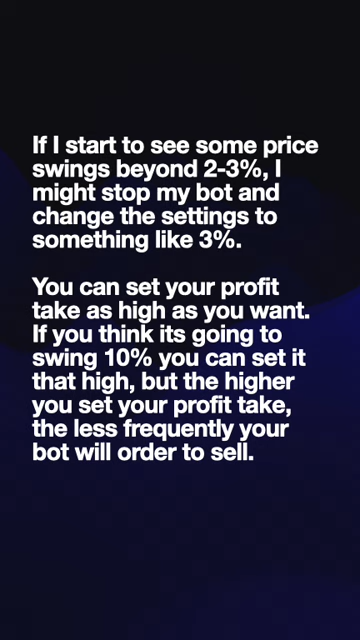 If I start to see some price
swings beyond 2-3%, I
might stop my bot and
change the settings to
something like 3%.
You can set your profit
take as high as you want.
If you think its going to
swing 10% you can set it
that high, but the higher
you set your profit take,
the less frequently your
bot will order to sell.